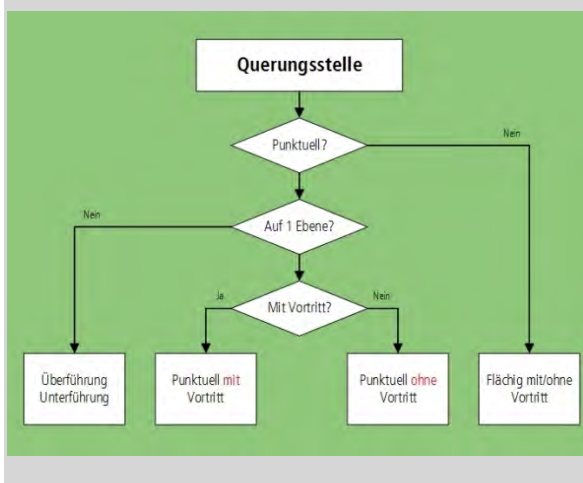 Querungsstelle
Punktuell?
Nein
Nein
Auf 1 Ebene?
Ja
Mit Vortritt?
Nein
Überführung
Unterführung
Punktuell mit
Vortritt
Punktuell ohne
Vortritt
Flächig mit/ohne
Vortritt